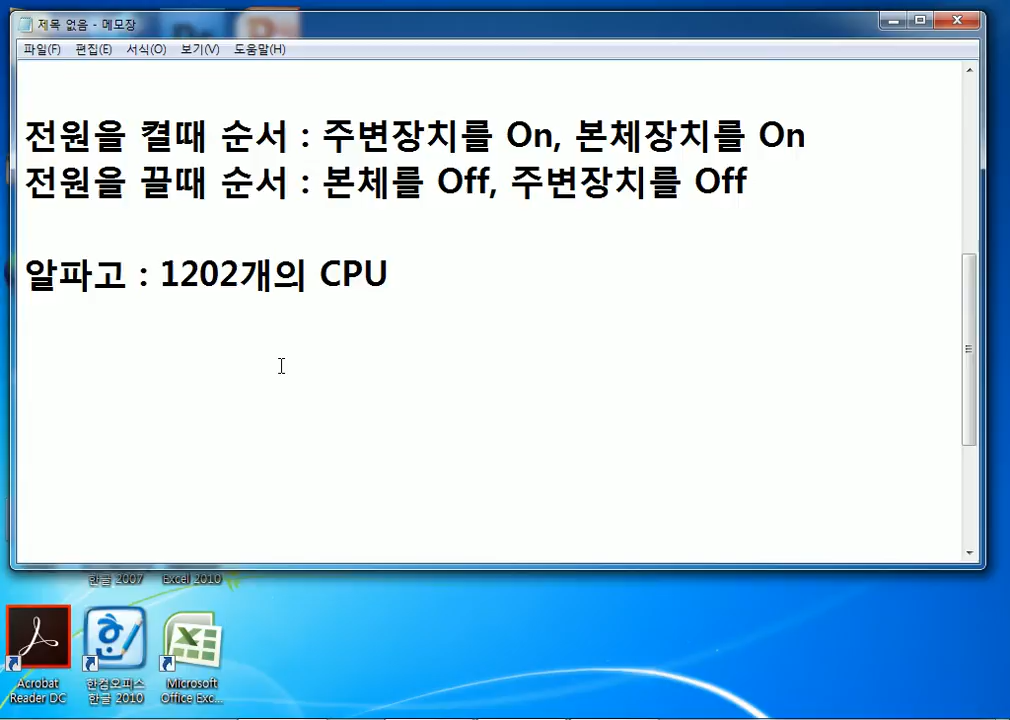 제목 없음 - 메모장
파일(F) 편집(E) 서식(O) 보기(V) 도움말(H)
전원을 켤때 순서 : 주변장치를 On, 본체장치를 On
전원을 끌때 순서 : 본체를 Off, 주변장치를 Off
알파고 : 1202개의 CPU
한글 2007 Excel 2010
Acrobat Reader DC
한컴오피스 한글 2010
Microsoft Office Exc...